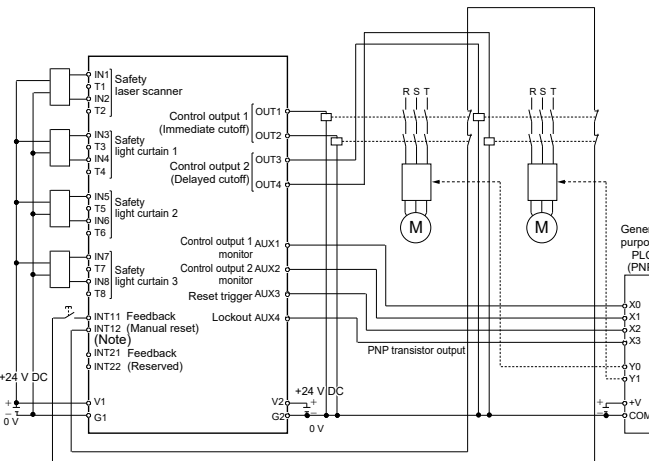 IN1
T1
IN2
T2
Safety
laser scanner
IN3
T3
IN4
T4
Safety
light curtain 1
IN5
T5
IN6
T6
Safety
light curtain 2
IN7
T7
IN8
T8
Safety
light curtain 3
INT11 Feedback
INT12 (Manual reset)
(Note)
INT21 Feedback
INT22 (Reserved)
+24 V DC
+
−
0 V
V1
G1
Control output 1
(Immediate cutoff)
OUT1
OUT2
Control output 2
(Delayed cutoff)
OUT3
OUT4
Control output 1 AUX1
monitor
Control output 2 AUX2
monitor
Reset trigger AUX3
Lockout AUX4
PNP transistor output
V2
G2
+24 V DC
+
−
0 V
R S T
M
R S T
M
Gener
purpo
PLC
(PNP
X0
X1
X2
X3
Y0
Y1
+
−
+V
COM